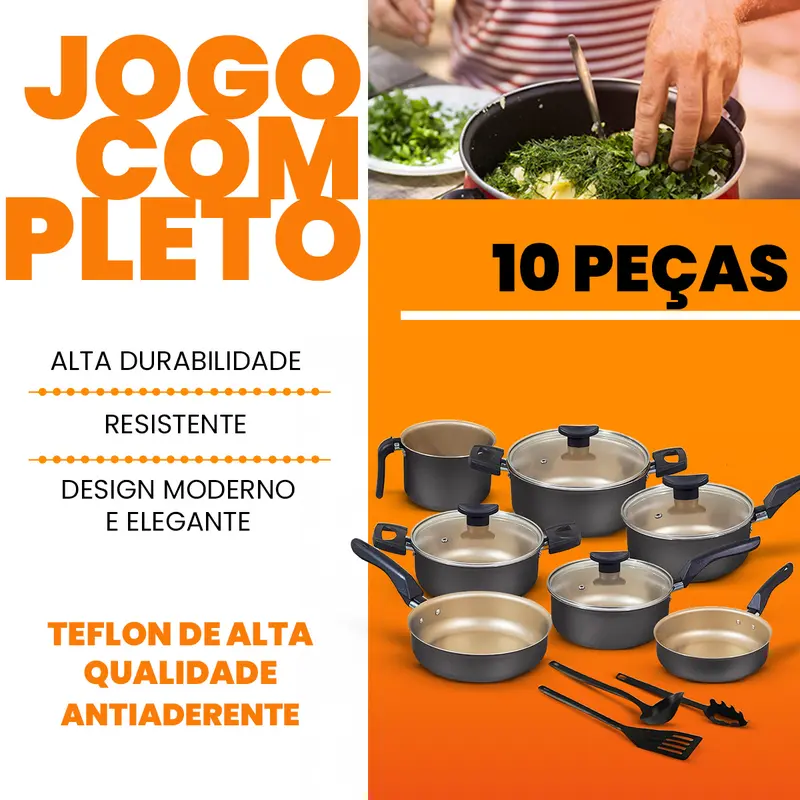 JOGO
COM
PLETO
10 PEÇAS
ALTA DURABILIDADE
RESISTENTE
DESIGN MODERNO
E ELEGANTE
TEFLON DE ALTA
QUALIDADE
ANTIADERENTE